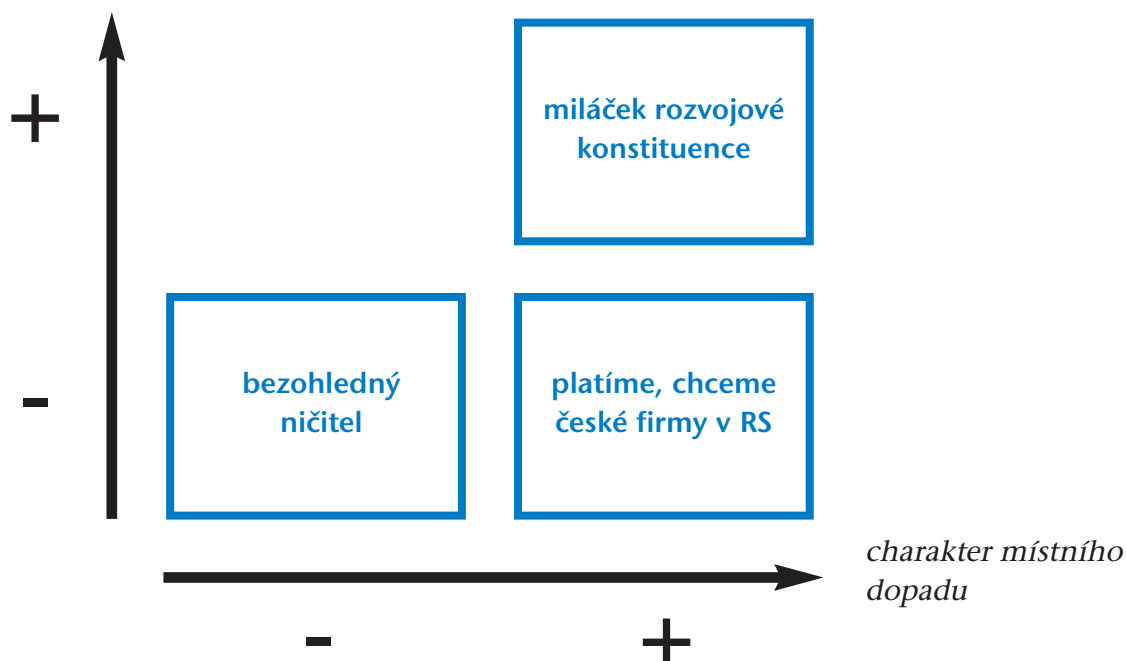 +
miláček rozvojové
konstituence
-
bezohledný
ničitel
platíme, chceme
české firmy v RS
charakter místního
dopadu
- +